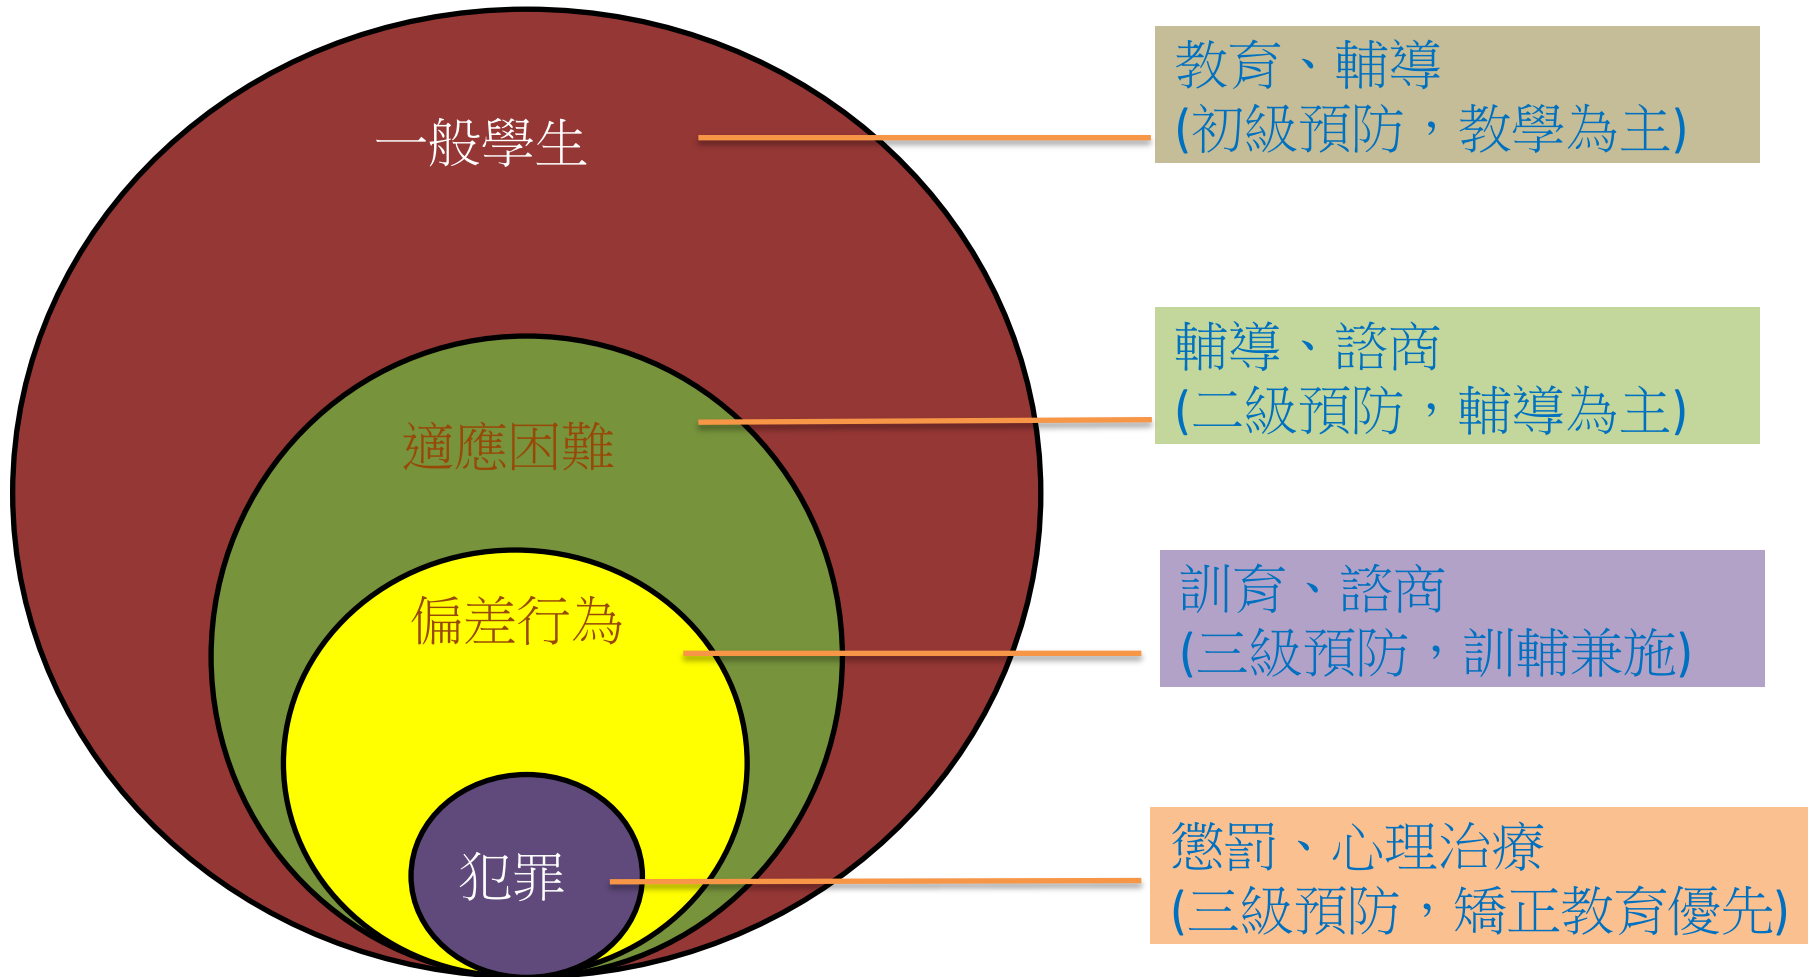 一般學生
教育、輔導
(初級預防，教學為主)
適應困難
輔導、諮商
(二級預防，輔導為主)
偏差行為
訓育、諮商
(三級預防，訓輔兼施)
犯罪
懲罰、心理治療
(三級預防，矯正教育優先)